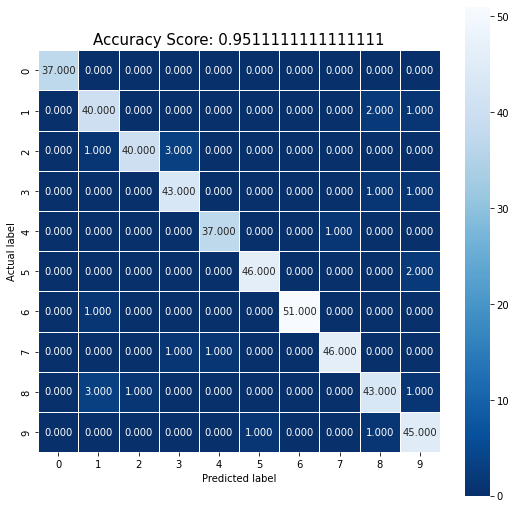 Accuracy Score: 0.9511111111111111
0 37.000 0.000 0.000 0.000 0.000 0.000 0.000 0.000 0.000 0.000
1 0.000 40.000 0.000 0.000 0.000 0.000 0.000 0.000 2.000 1.000
2 0.000 1.000 40.000 3.000 0.000 0.000 0.000 0.000 0.000 0.000
3 0.000 0.000 0.000 43.000 0.000 0.000 0.000 0.000 1.000 1.000
4 0.000 0.000 0.000 0.000 37.000 0.000 0.000 1.000 0.000 0.000
5 0.000 0.000 0.000 0.000 0.000 46.000 0.000 0.000 0.000 2.000
6 0.000 1.000 0.000 0.000 0.000 0.000 51.000 0.000 0.000 0.000
7 0.000 0.000 0.000 1.000 1.000 0.000 0.000 46.000 0.000 0.000
8 0.000 3.000 1.000 0.000 0.000 0.000 0.000 0.000 43.000 1.000
9 0.000 0.000 0.000 0.000 0.000 1.000 0.000 0.000 1.000 45.000
0 1 2 3 4 5 6 7 8 9
Predicted label
Actual label
50
40
30
20
10
0